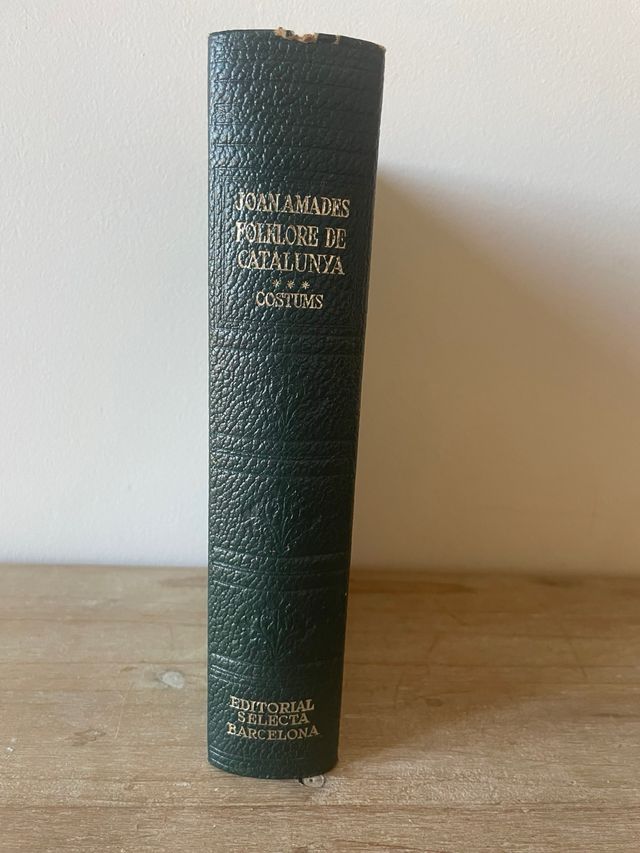 JOAN AMADES
FOLKLORE DE
CATALUNYA
***
COSTUMS
EDITORIAL
SELECTA
BARCELONA